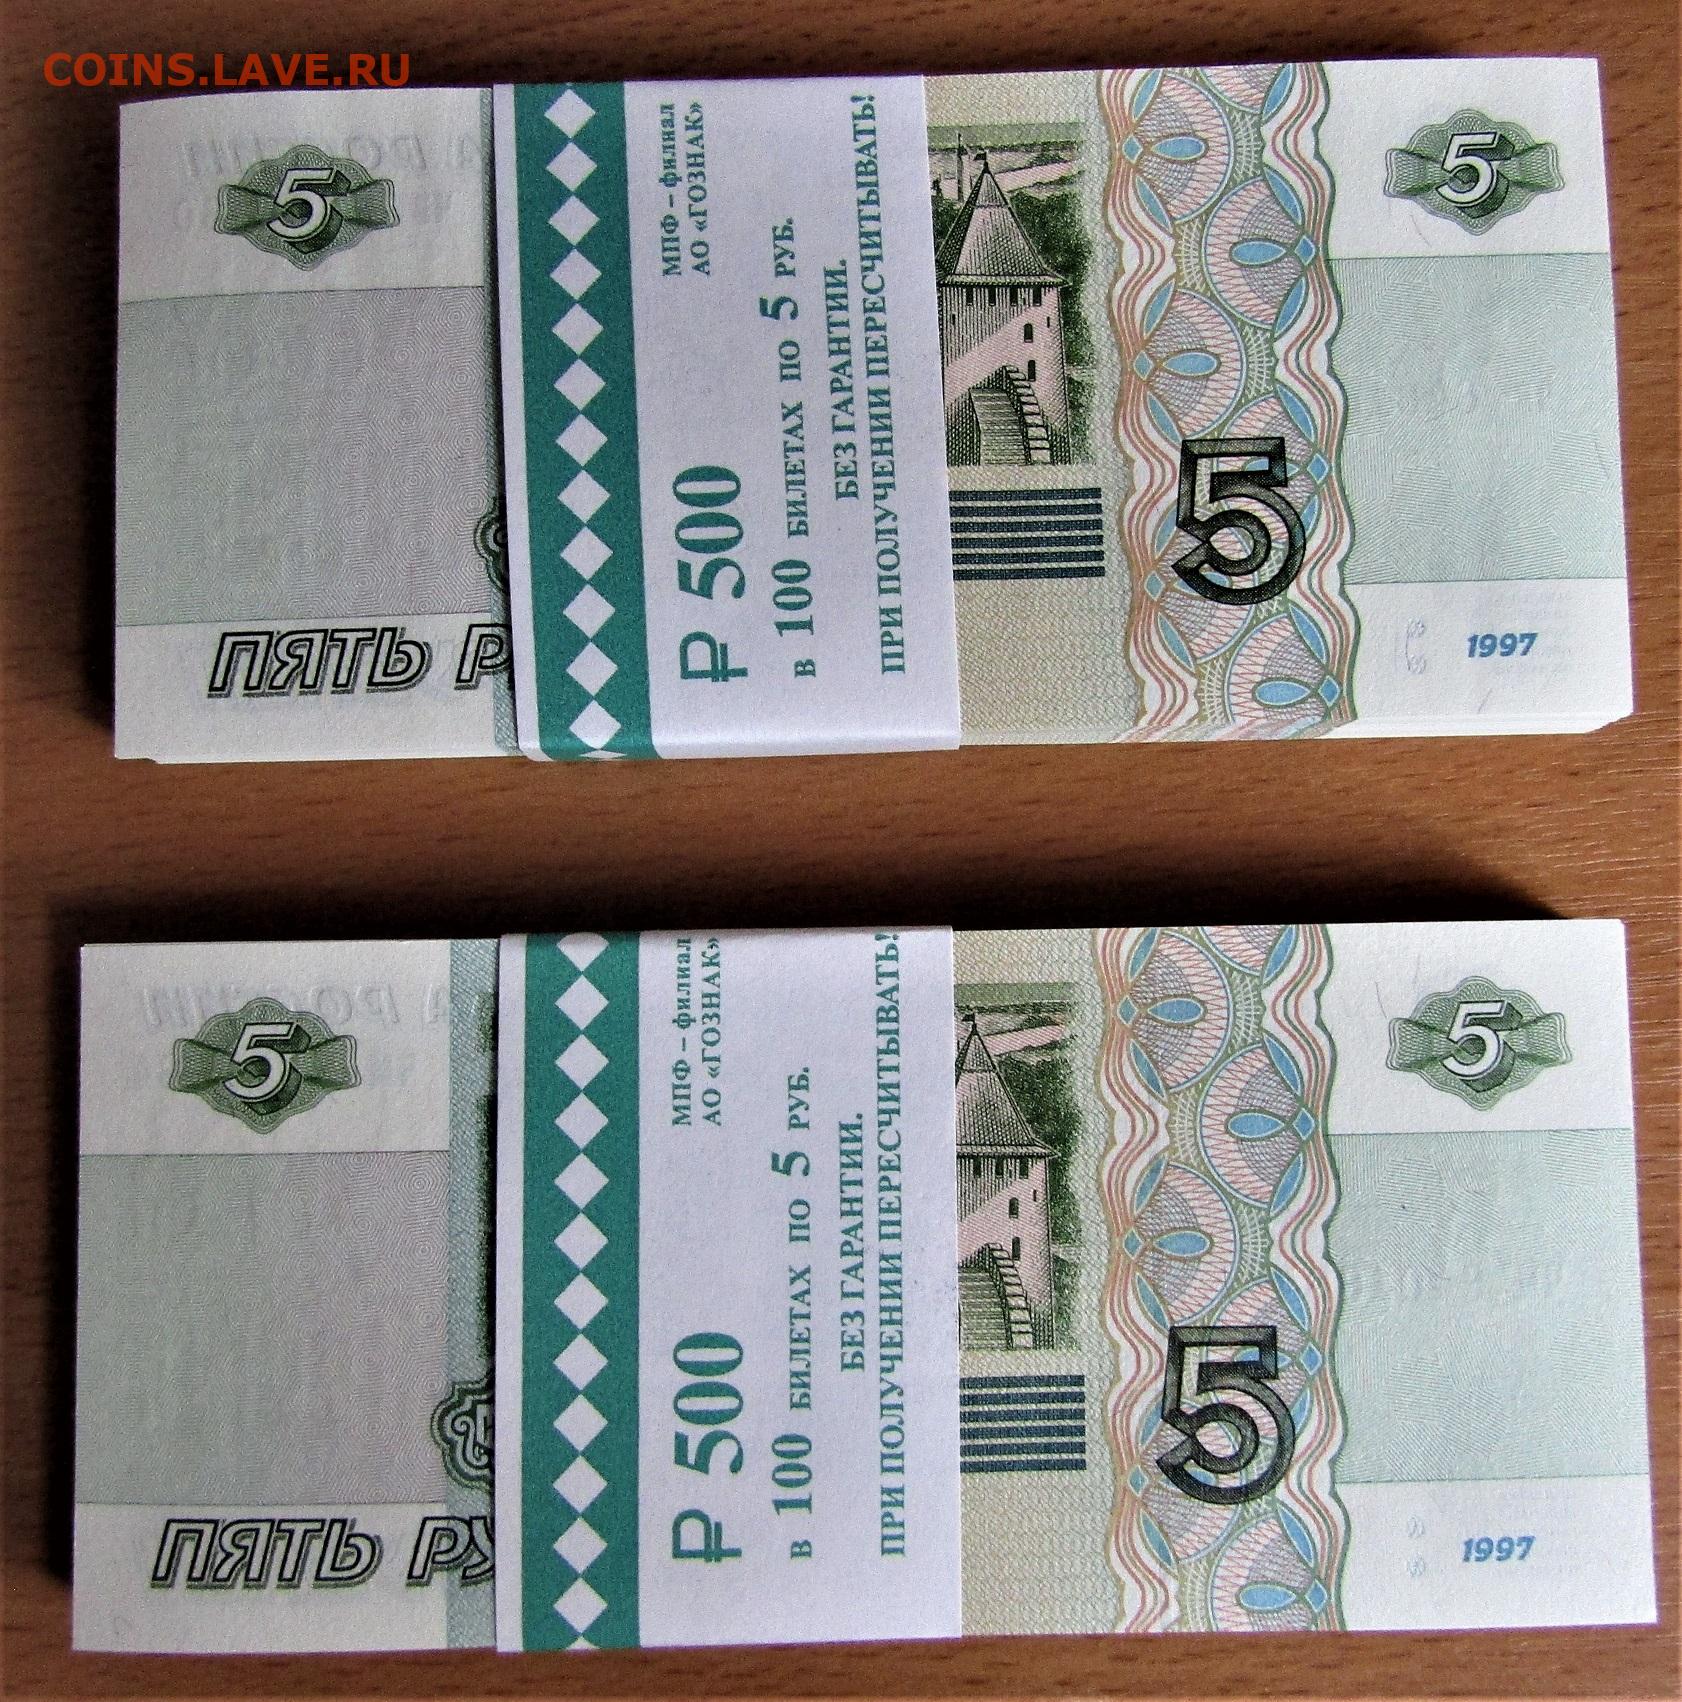 COINS.LAVE.RU
5
5
МПФ – филиал
АО «ГОЗНАК»
₽ 500
в 100 БИЛЕТАХ ПО 5 РУБ.
БЕЗ ГАРАНТИИ.
ПРИ ПОЛУЧЕНИИ ПЕРЕСЧИТЫВАТЬ!
5
ПЯТЬ Р
1997
5
5
МПФ – филиал
АО «ГОЗНАК»
₽ 500
в 100 БИЛЕТАХ ПО 5 РУБ.
БЕЗ ГАРАНТИИ.
ПРИ ПОЛУЧЕНИИ ПЕРЕСЧИТЫВАТЬ!
5
ПЯТЬ РУ
1997